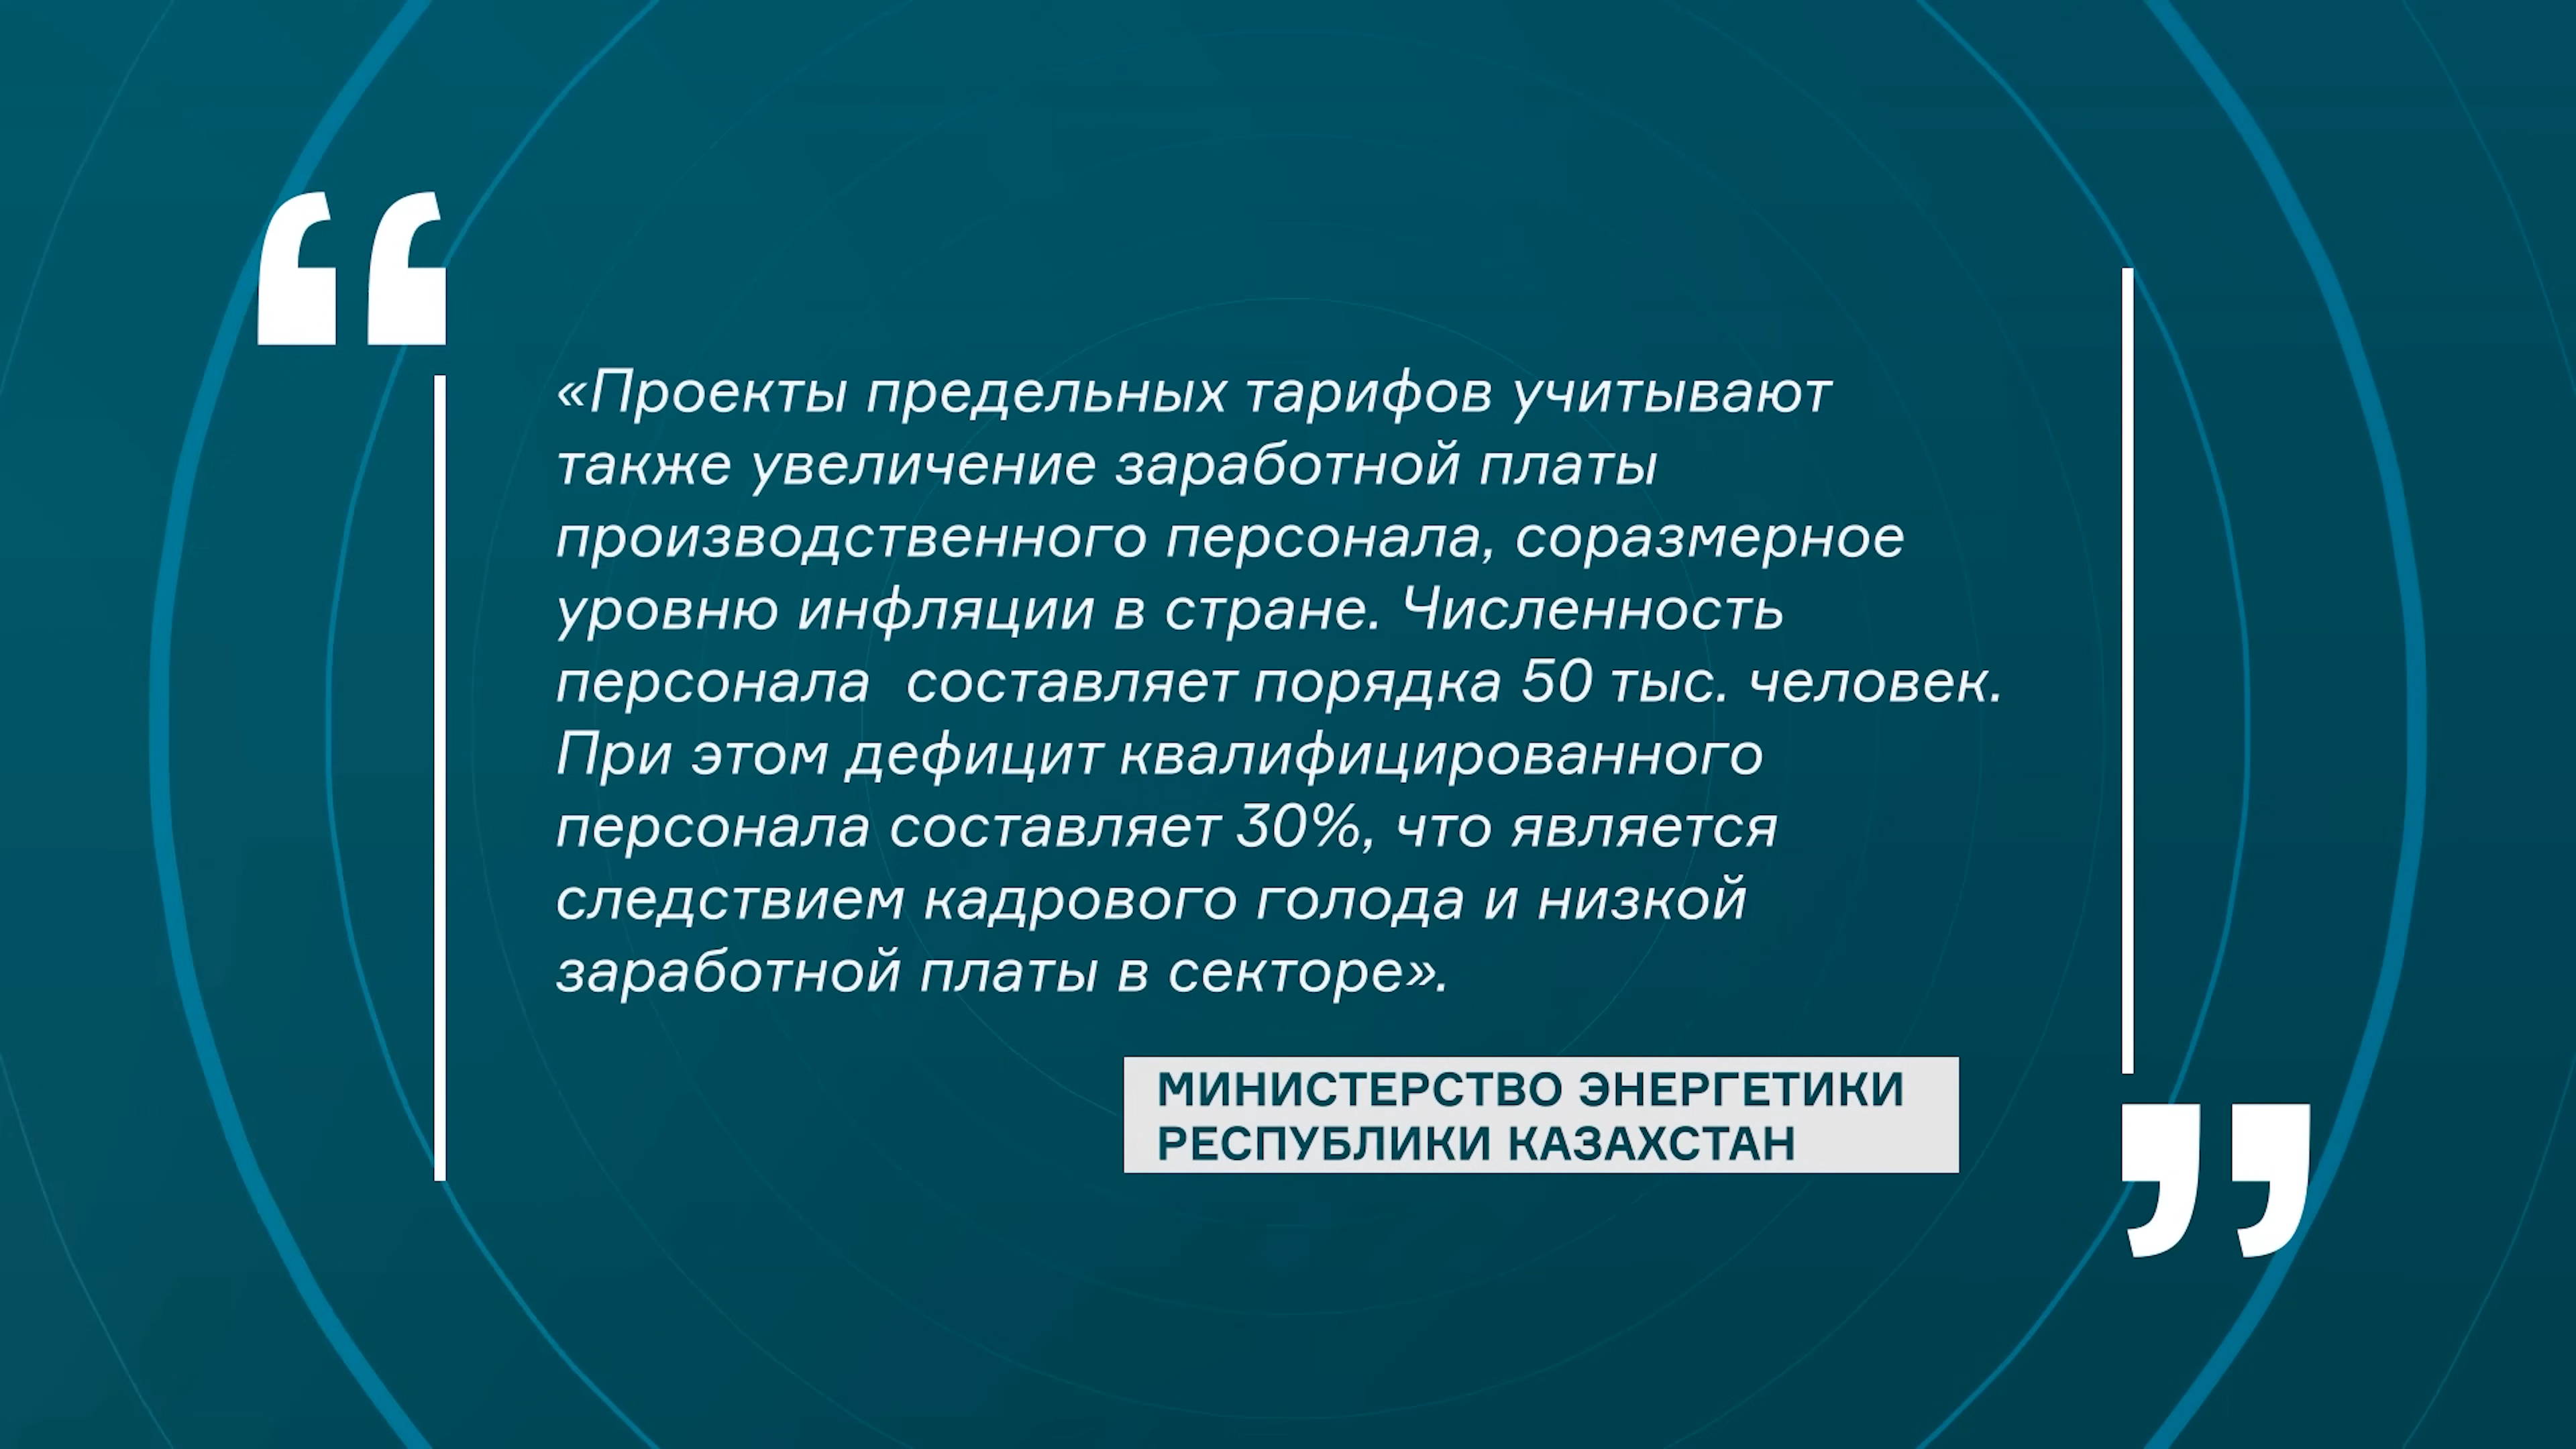 «Проекты предельных тарифов учитывают
также увеличение заработной платы
производственного персонала, соразмерное
уровню инфляции в стране. Численность
персонала  составляет порядка 50 тыс. человек.
При этом дефицит квалифицированного
персонала составляет 30%, что является
следствием кадрового голода и низкой
заработной платы в секторе».
МИНИСТЕРСТВО ЭНЕРГЕТИКИ
РЕСПУБЛИКИ КАЗАХСТАН